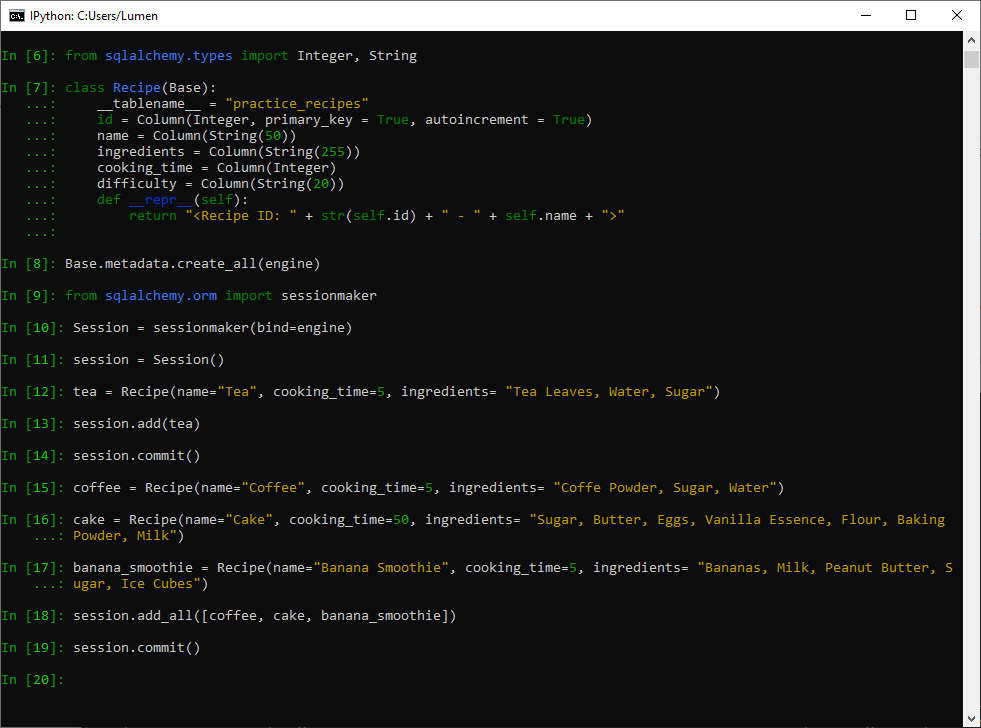 IPython: C:Users/Lumen
In [6]: from sqlalchemy.types import Integer, String
In [7]: class Recipe(Base):
   ...:     __tablename__ = "practice_recipes"
   ...:     id = Column(Integer, primary_key = True, autoincrement = True)
   ...:     name = Column(String(50))
   ...:     ingredients = Column(String(255))
   ...:     cooking_time = Column(Integer)
   ...:     difficulty = Column(String(20))
   ...:     def __repr__(self):
   ...:         return "<Recipe ID: " + str(self.id) + " - " + self.name + ">"
   ...:
In [8]: Base.metadata.create_all(engine)
In [9]: from sqlalchemy.orm import sessionmaker
In [10]: Session = sessionmaker(bind=engine)
In [11]: session = Session()
In [12]: tea = Recipe(name="Tea", cooking_time=5, ingredients= "Tea Leaves, Water, Sugar")
In [13]: session.add(tea)
In [14]: session.commit()
In [15]: coffee = Recipe(name="Coffee", cooking_time=5, ingredients= "Coffe Powder, Sugar, Water")
In [16]: cake = Recipe(name="Cake", cooking_time=50, ingredients= "Sugar, Butter, Eggs, Vanilla Essence, Flour, Baking
    ...: Powder, Milk")
In [17]: banana_smoothie = Recipe(name="Banana Smoothie", cooking_time=5, ingredients= "Bananas, Milk, Peanut Butter, S
    ...: ugar, Ice Cubes")
In [18]: session.add_all([coffee, cake, banana_smoothie])
In [19]: session.commit()
In [20]: